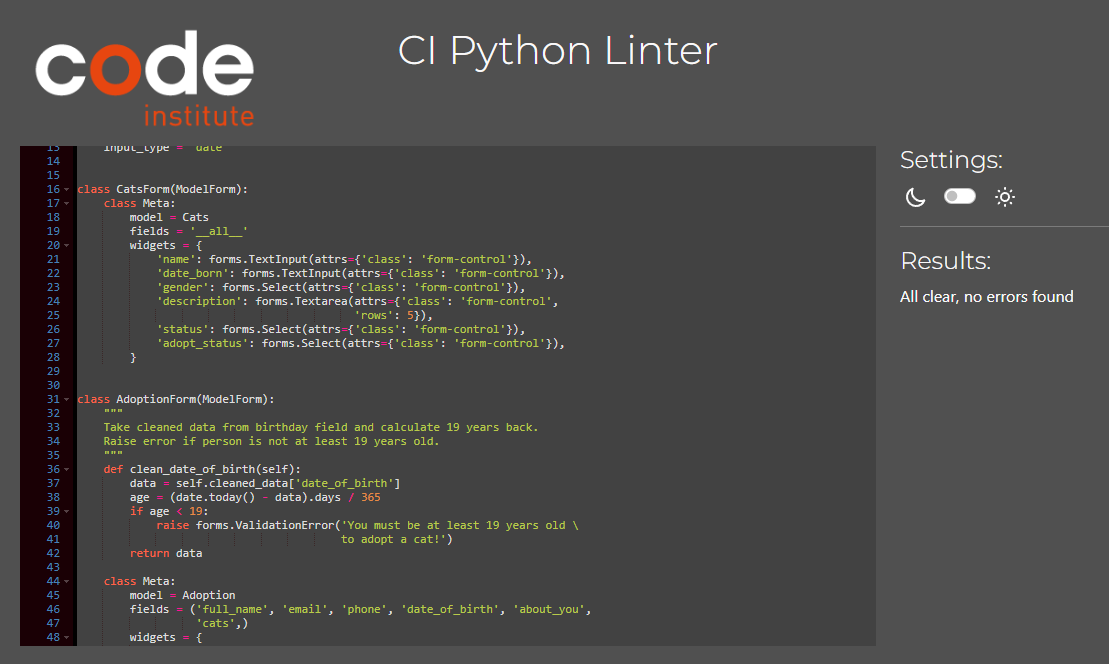 code
institute
CI Python Linter
13     input_type = 'date'
14
15
16 class CatsForm(ModelForm):
17     class Meta:
18         model = Cats
19         fields = '__all__'
20         widgets = {
21             'name': forms.TextInput(attrs={'class': 'form-control'}),
22             'date_born': forms.TextInput(attrs={'class': 'form-control'}),
23             'gender': forms.Select(attrs={'class': 'form-control'}),
24             'description': forms.Textarea(attrs={'class': 'form-control',
25                                           'rows': 5}),
26             'status': forms.Select(attrs={'class': 'form-control'}),
27             'adopt_status': forms.Select(attrs={'class': 'form-control'}),
28         }
29
30
31 class AdoptionForm(ModelForm):
32     """
33     Take cleaned data from birthday field and calculate 19 years back.
34     Raise error if person is not at least 19 years old.
35     """
36     def clean_date_of_birth(self):
37         data = self.cleaned_data['date_of_birth']
38         age = (date.today() - data).days / 365
39         if age < 19:
40             raise forms.ValidationError('You must be at least 19 years old \
41                                         to adopt a cat!')
42         return data
43
44     class Meta:
45         model = Adoption
46         fields = ('full_name', 'email', 'phone', 'date_of_birth', 'about_you',
47                   'cats',)
48         widgets = {
Settings:
Results:
All clear, no errors found